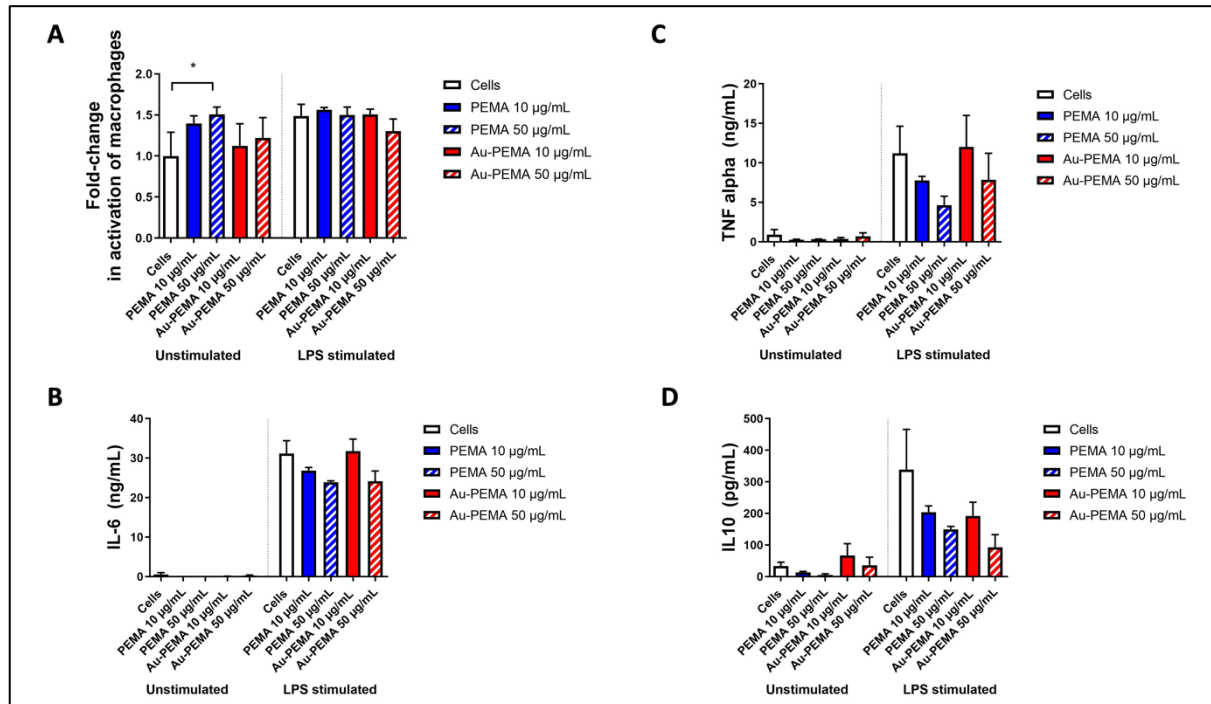 A
Fold-change
in activation of macrophages
2.0
1.5
1.0
0.5
0.0
*
Cells
PEMA 10 µg/mL
PEMA 50 µg/mL
Au-PEMA 10 µg/mL
Au-PEMA 50 µg/mL
Cells
PEMA 10 µg/mL
PEMA 50 µg/mL
Au-PEMA 10 µg/mL
Au-PEMA 50 µg/mL
Unstimulated
LPS stimulated
Cells
PEMA 10 µg/mL
PEMA 50 µg/mL
Au-PEMA 10 µg/mL
Au-PEMA 50 µg/mL
C
TNF alpha (ng/mL)
20
15
10
5
0
Cells
PEMA 10 µg/mL
PEMA 50 µg/mL
Au-PEMA 10 µg/mL
Au-PEMA 50 µg/mL
Cells
PEMA 10 µg/mL
PEMA 50 µg/mL
Au-PEMA 10 µg/mL
Au-PEMA 50 µg/mL
Unstimulated
LPS stimulated
Cells
PEMA 10 µg/mL
PEMA 50 µg/mL
Au-PEMA 10 µg/mL
Au-PEMA 50 µg/mL
B
IL-6 (ng/mL)
40
30
20
10
0
Cells
PEMA 10 µg/mL
PEMA 50 µg/mL
Au-PEMA 10 µg/mL
Au-PEMA 50 µg/mL
Cells
PEMA 10 µg/mL
PEMA 50 µg/mL
Au-PEMA 10 µg/mL
Au-PEMA 50 µg/mL
Unstimulated
LPS stimulated
Cells
PEMA 10 µg/mL
PEMA 50 µg/mL
Au-PEMA 10 µg/mL
Au-PEMA 50 µg/mL
D
IL10 (pg/mL)
500
400
300
200
100
0
Cells
PEMA 10 µg/mL
PEMA 50 µg/mL
Au-PEMA 10 µg/mL
Au-PEMA 50 µg/mL
Cells
PEMA 10 µg/mL
PEMA 50 µg/mL
Au-PEMA 10 µg/mL
Au-PEMA 50 µg/mL
Unstimulated
LPS stimulated
Cells
PEMA 10 µg/mL
PEMA 50 µg/mL
Au-PEMA 10 µg/mL
Au-PEMA 50 µg/mL